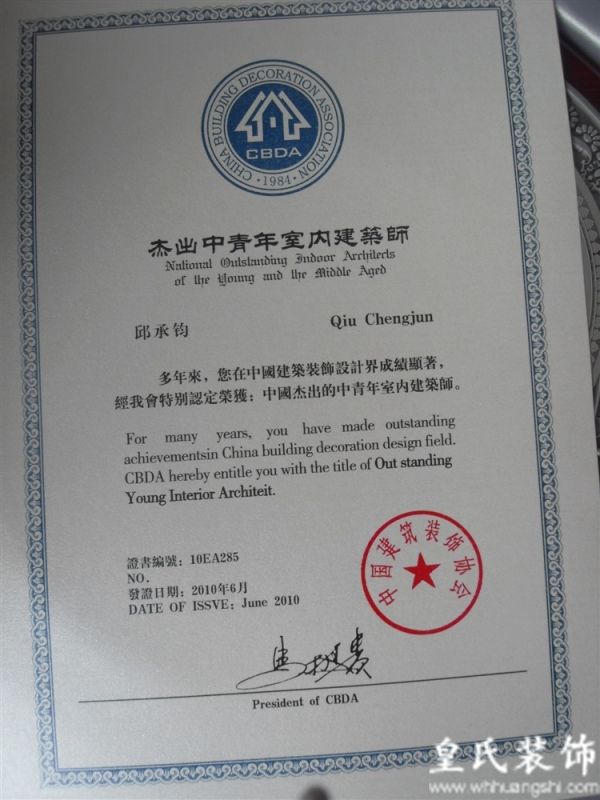 CHINA BUILDING DECORATION ASSOCIATION
CBDA
·1984·
杰出中青年室内建築師
National Outstanding Indoor Architects
of the Young and the Middle Aged
邱承钧 Qiu Chengjun
多年來，您在中國建築裝飾設計界成績顯著，
經我會特别認定榮獲：中國杰出的中青年室内建築師。
For many years, you have made outstanding
achievementsin China building decoration design field.
CBDA hereby entitle you with the title of Out standing
Young Interior Architeit.
證書編號：10EA285
NO.
發證日期：2010年6月
DATE OF ISSVE: June 2010
中国建筑装饰协会
President of CBDA
皇氏装饰
www.whhuangshi.com